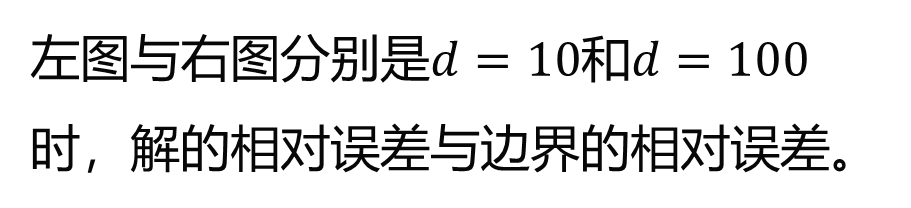 左图与右图分别是d = 10和d = 100
时，解的相对误差与边界的相对误差。